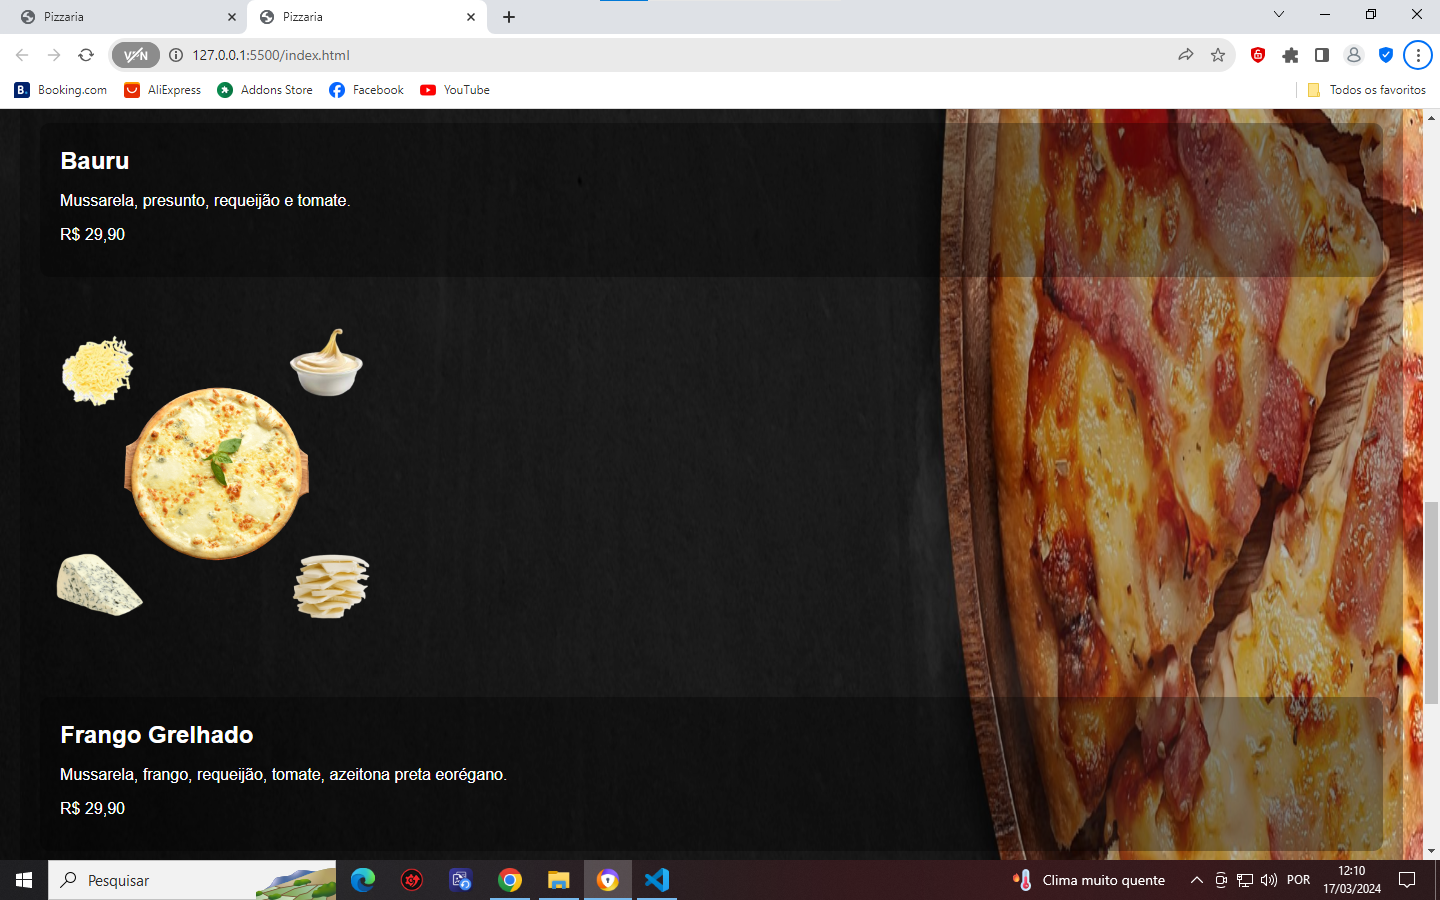 Pizzaria
Pizzaria
VPN
127.0.0.1:5500/index.html
B.
Booking.com
AliExpress
Addons Store
Facebook
YouTube
Todos os favoritos
Bauru
Mussarela, presunto, requeijão e tomate.
R$ 29,90
Frango Grelhado
Mussarela, frango, requeijão, tomate, azeitona preta eorégano.
R$ 29,90
Pesquisar
Clima muito quente
POR
12:10
17/03/2024